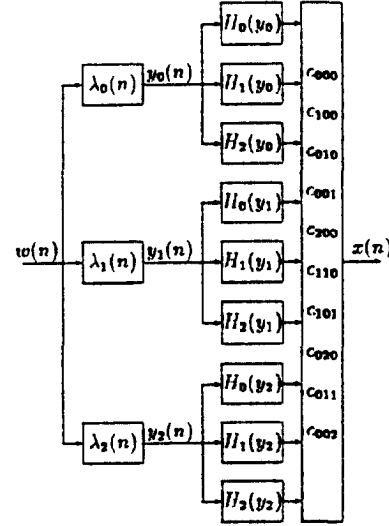 H₀(y₀)
λ₀(n) y₀(n) H₁(y₀) c₀₀₀
c₁₀₀
H₂(y₀) c₀₁₀
H₀(y₁) c₀₀₁
c₂₀₀
w(n) λ₁(n) y₁(n) H₁(y₁) x(n)
c₁₁₀
H₂(y₁) c₁₀₁
c₀₂₀
H₀(y₂) c₀₁₁
λ₂(n) y₂(n) H₁(y₂) c₀₀₂
H₂(y₂)